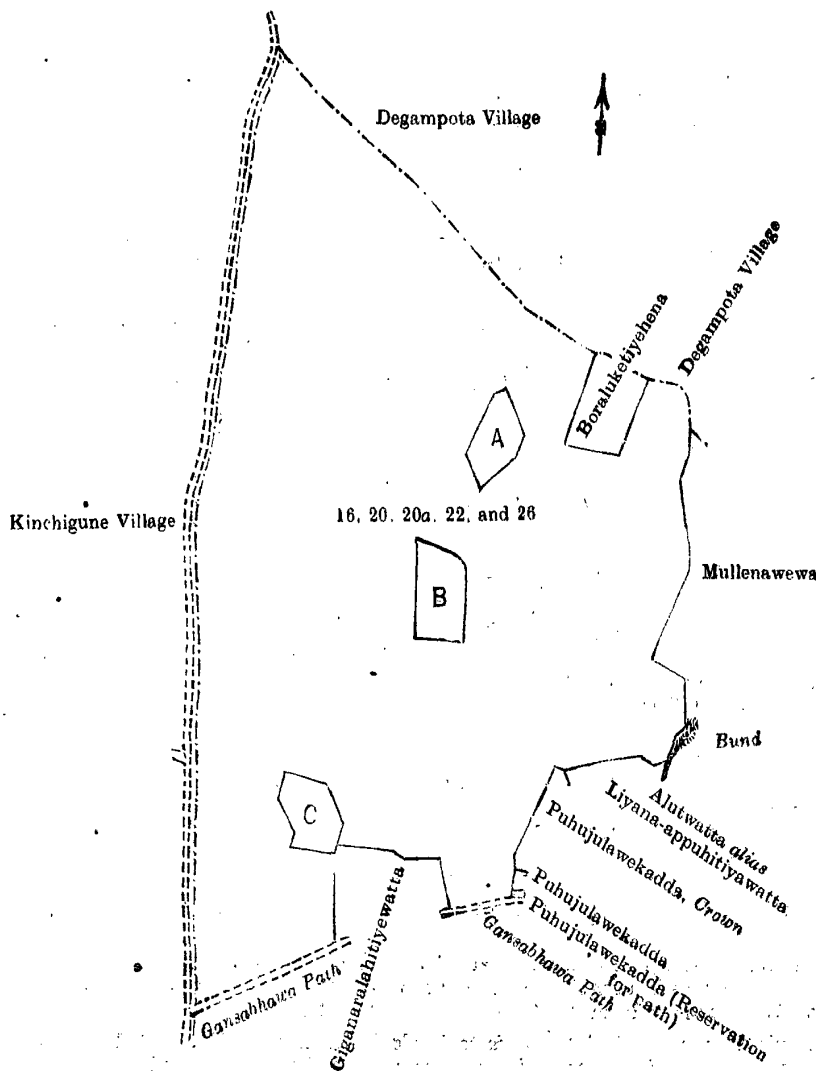 Degampota Village
Degampota Village
Boraluketiyehena
A
16, 20, 20a, 22, and 26
Kinchigune Village
Mullenawewa
B
Bund
Alutwatta alias
Liyana-appuhitiyawatta
C
Puhujulawekadda, Crown
Puhujulawekadda
Puhujulawekadda (Reservation
for path)
Gansabhawa Path
Giganaralahitiyewatta
Gansabhawa Path